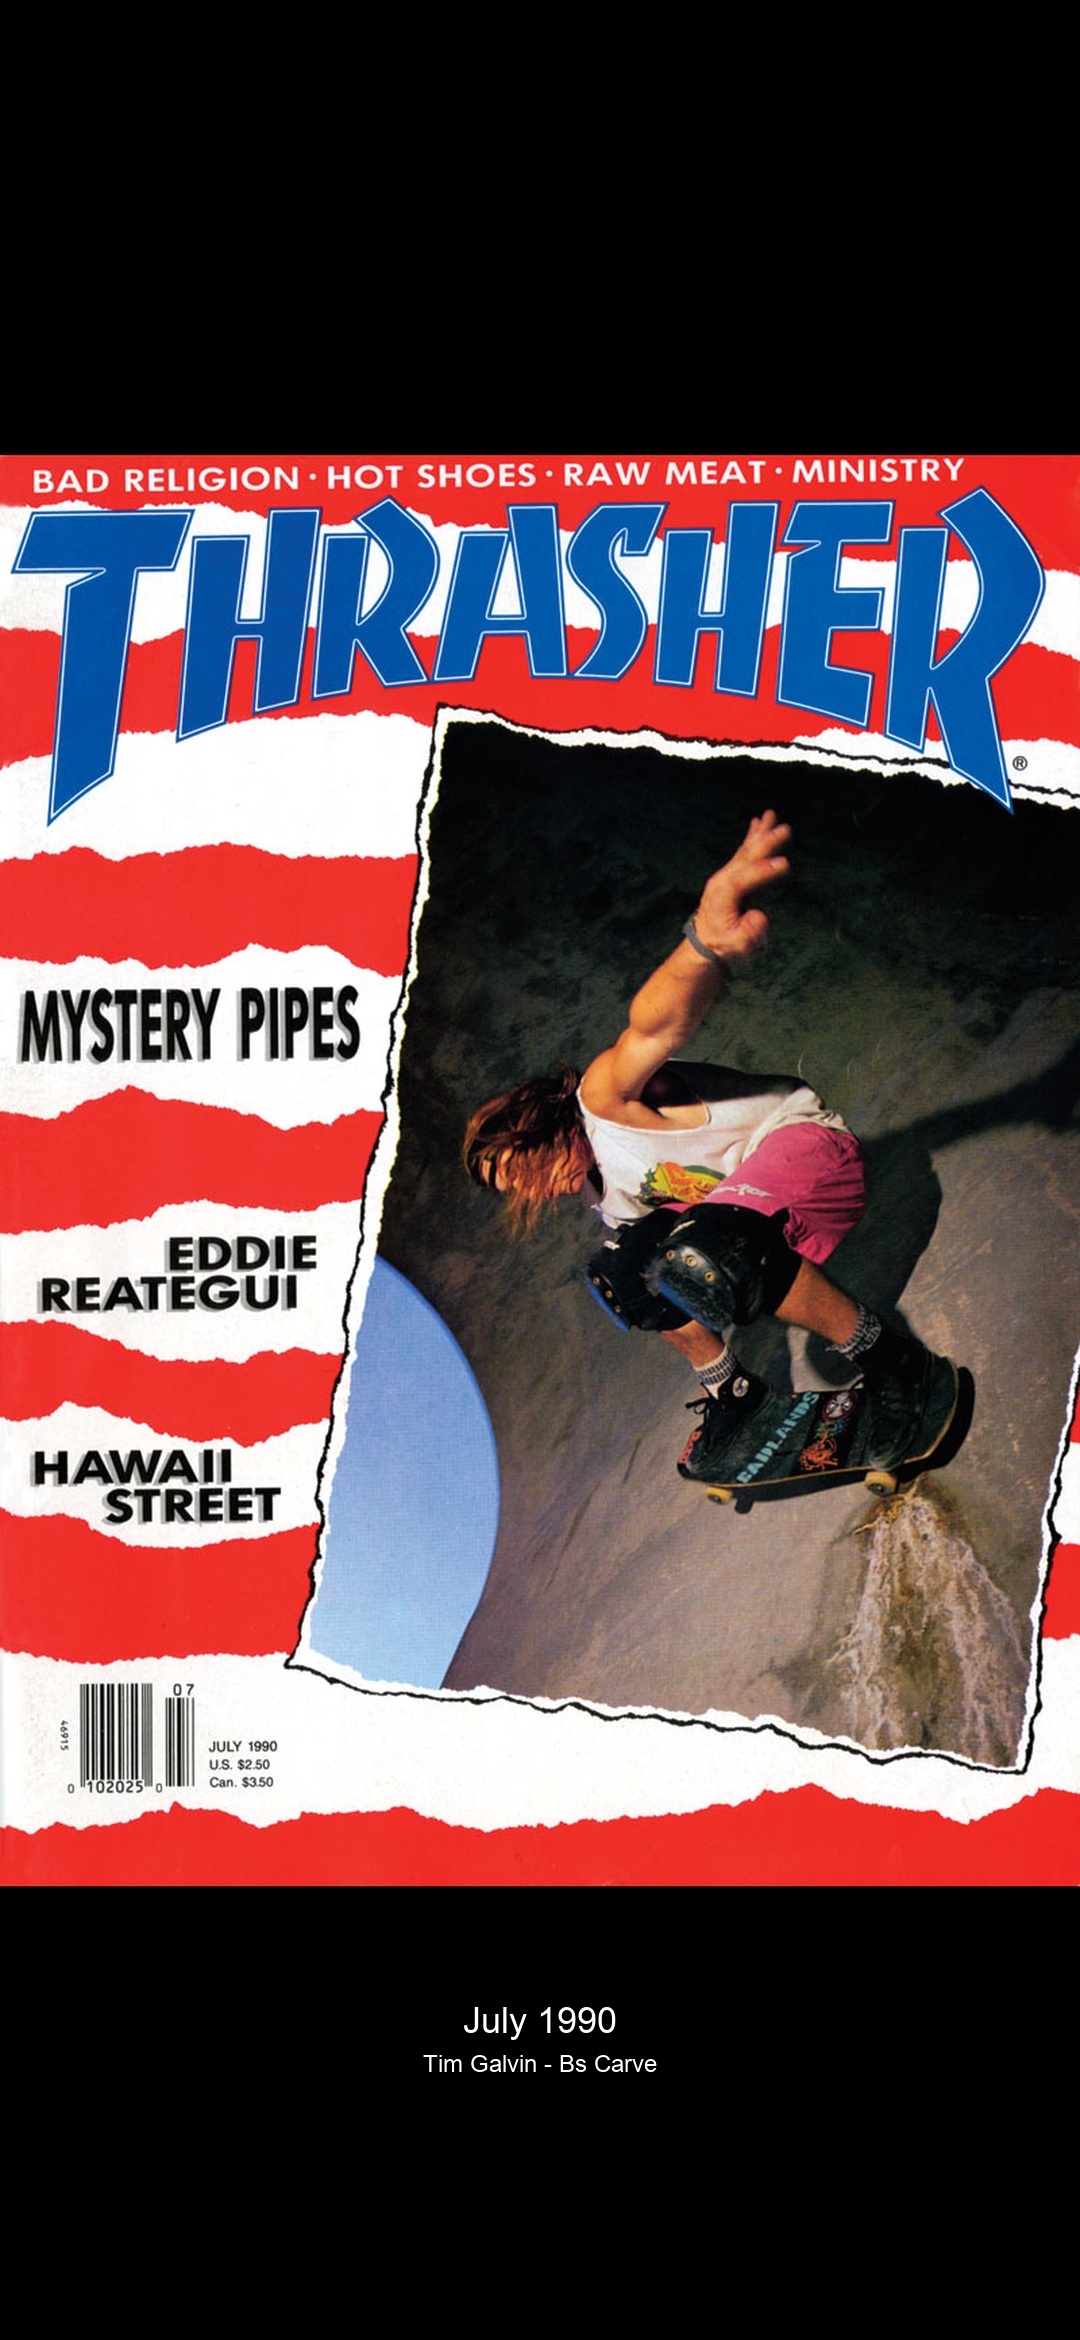 BAD RELIGION · HOT SHOES · RAW MEAT · MINISTRY
THRASHER
®
MYSTERY PIPES
EDDIE
REATEGUI
HAWAII
STREET
BADLANDS
07
46915
0 102025 0
JULY 1990
U.S. $2.50
Can. $3.50
July 1990
Tim Galvin - Bs Carve